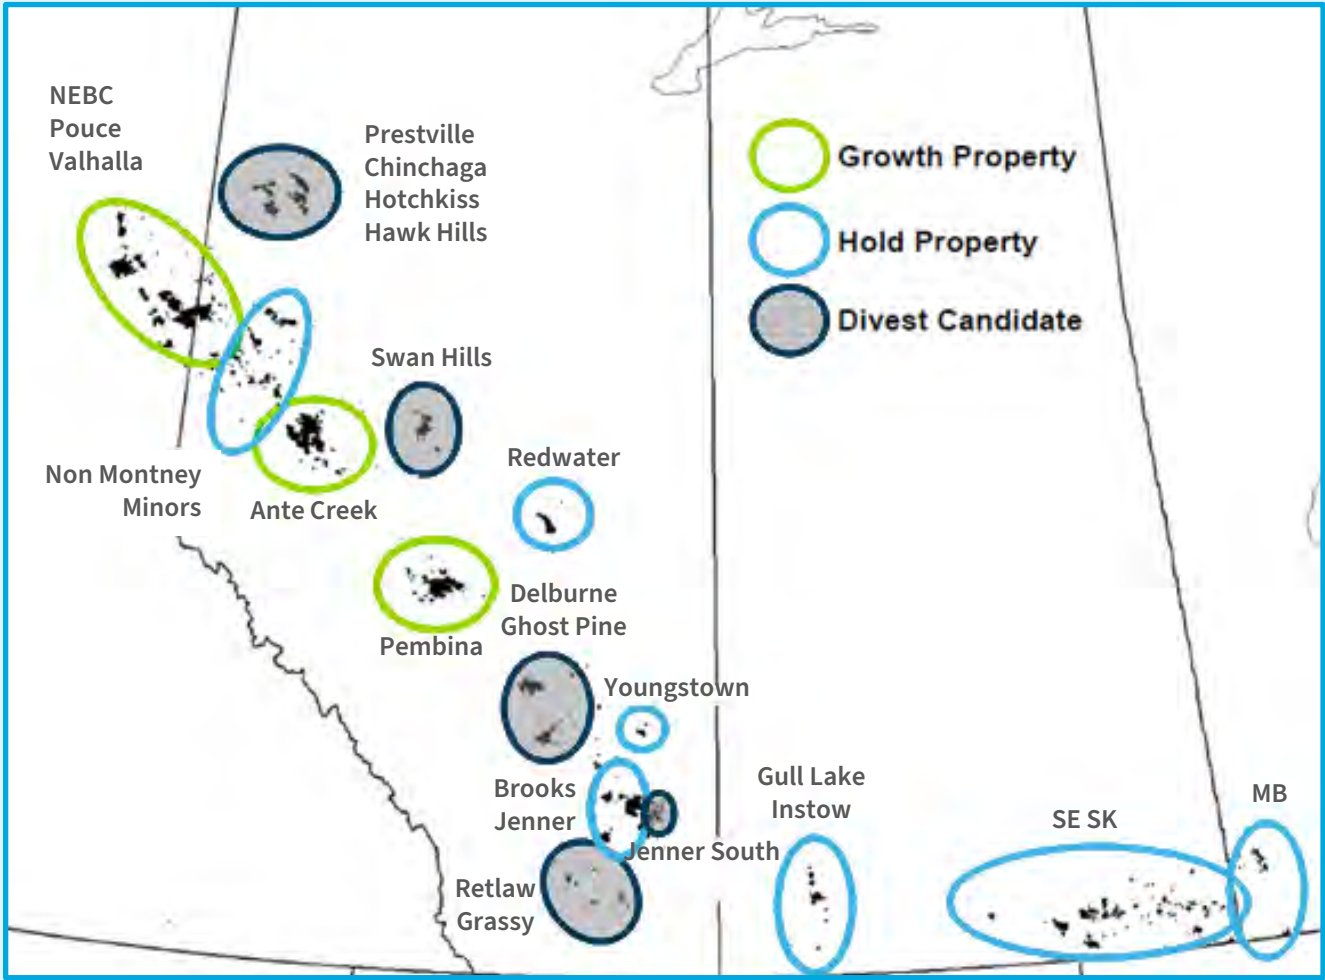 NEBC
Pouce
Valhalla
Prestville
Chinchaga
Hotchkiss
Hawk Hills
Growth Property
Hold Property
Divest Candidate
Swan Hills
Redwater
Non Montney
Minors
Ante Creek
Delburne
Ghost Pine
Pembina
Youngstown
Brooks
Jenner
Gull Lake
Instow
SE SK
MB
Jenner South
Retlaw
Grassy